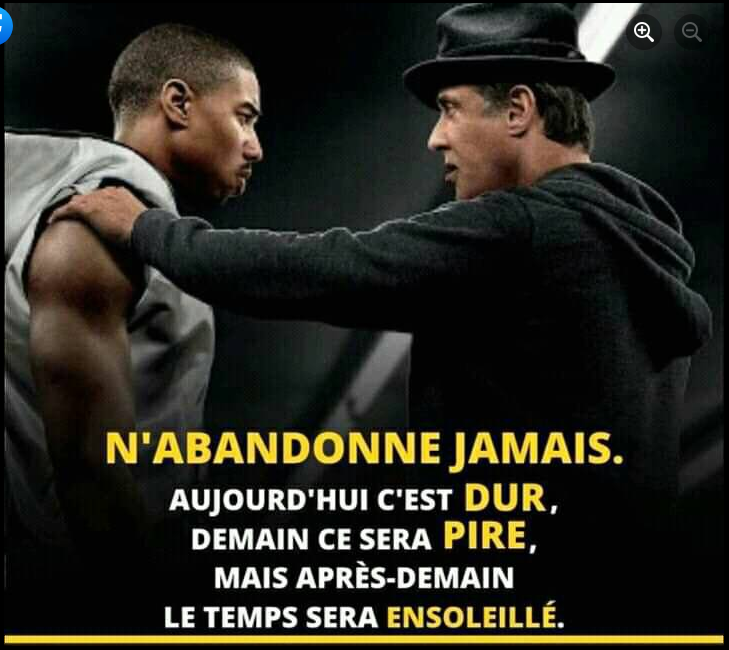 N'ABANDONNE JAMAIS.
AUJOURD'HUI C'EST DUR,
DEMAIN CE SERA PIRE,
MAIS APRÈS-DEMAIN
LE TEMPS SERA ENSOLEILLÉ.